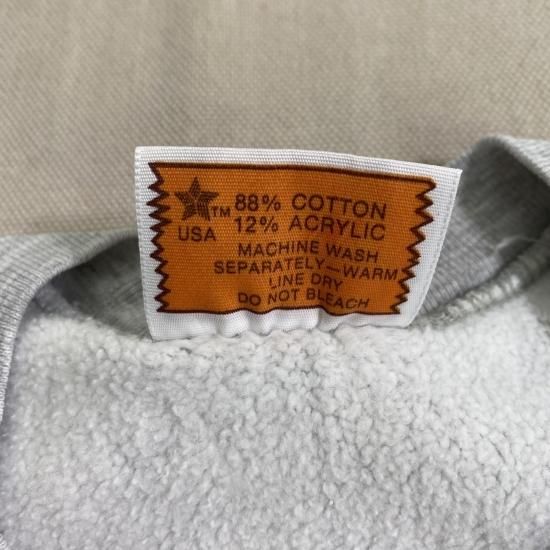 TM 88% COTTON
USA 12% ACRYLIC
MACHINE WASH
SEPARATELY—WARM
LINE DRY
DO NOT BLEACH